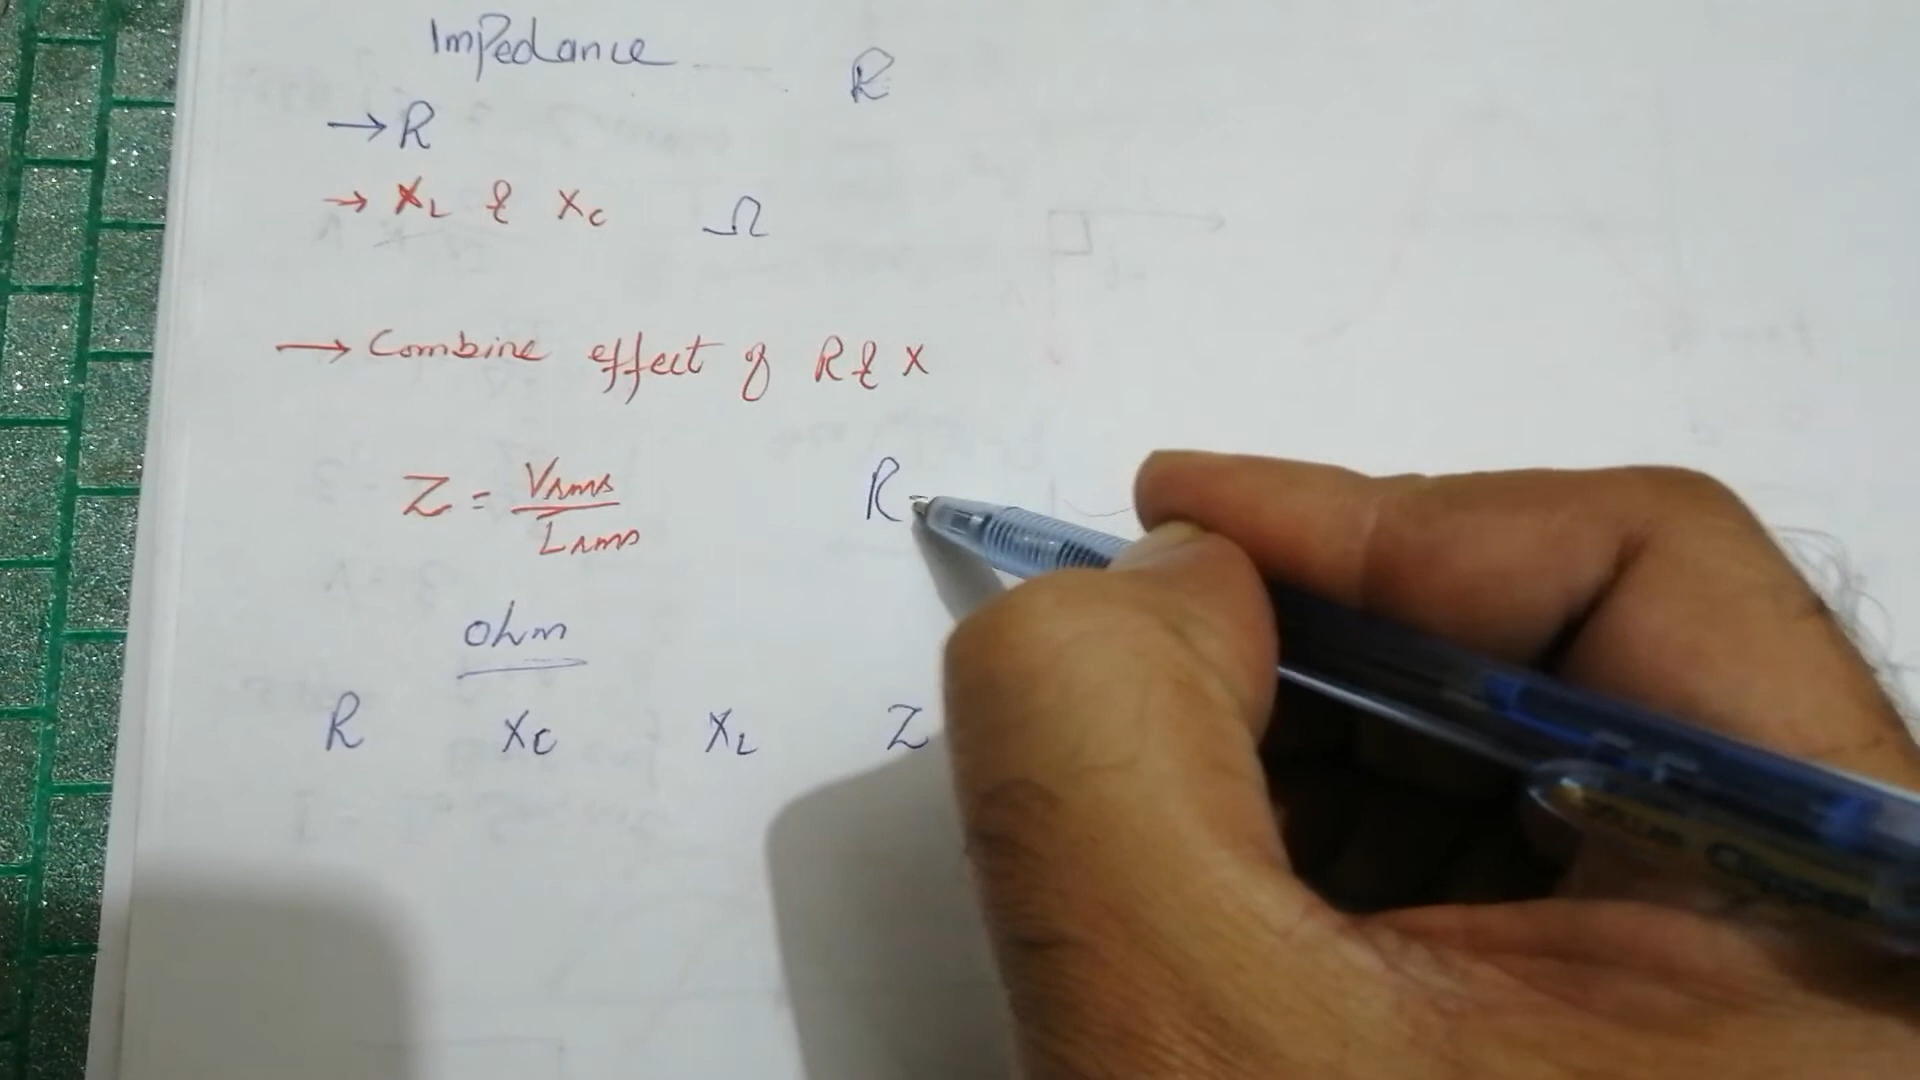 Impedance R
→ R
→ XL & XC Ω
→ Combine effect of R & X
Z = Vrms / Irms R
ohm
R XC XL Z